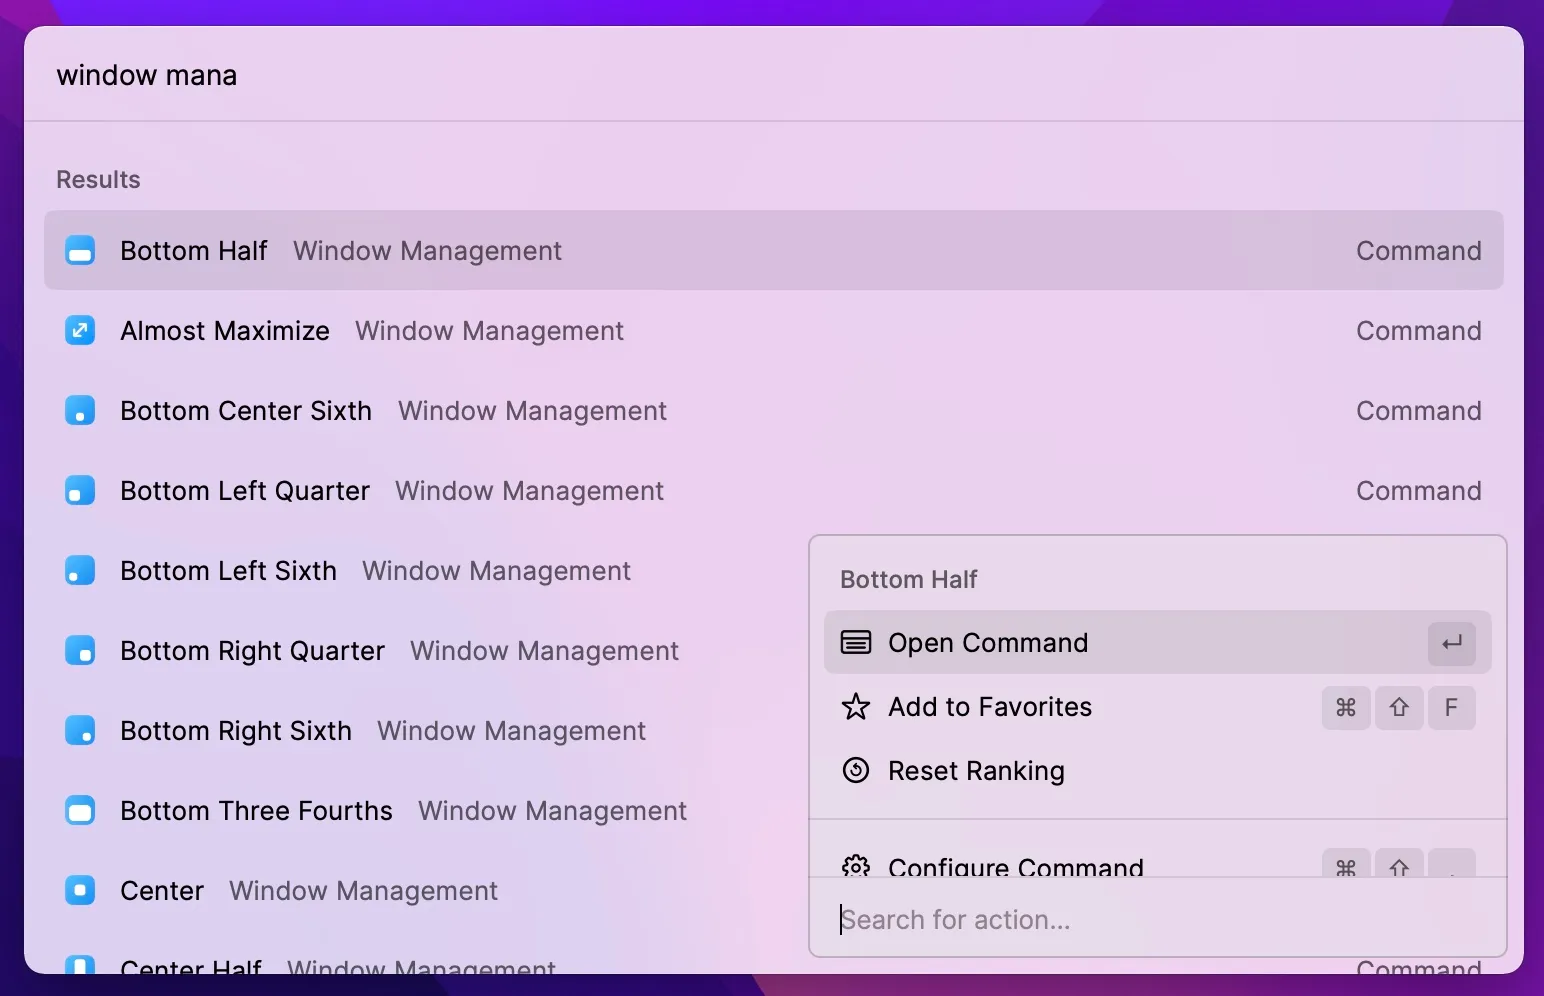 window mana
Results
Bottom Half Window Management Command
Almost Maximize Window Management Command
Bottom Center Sixth Window Management Command
Bottom Left Quarter Window Management Command
Bottom Left Sixth Window Management
Bottom Right Quarter Window Management
Bottom Right Sixth Window Management
Bottom Three Fourths Window Management
Center Window Management
Center Half Window Management Command
Bottom Half
Open Command ↵
Add to Favorites ⌘ ⇧ F
Reset Ranking
Configure Command ⌘ ⇧ ,
Search for action...